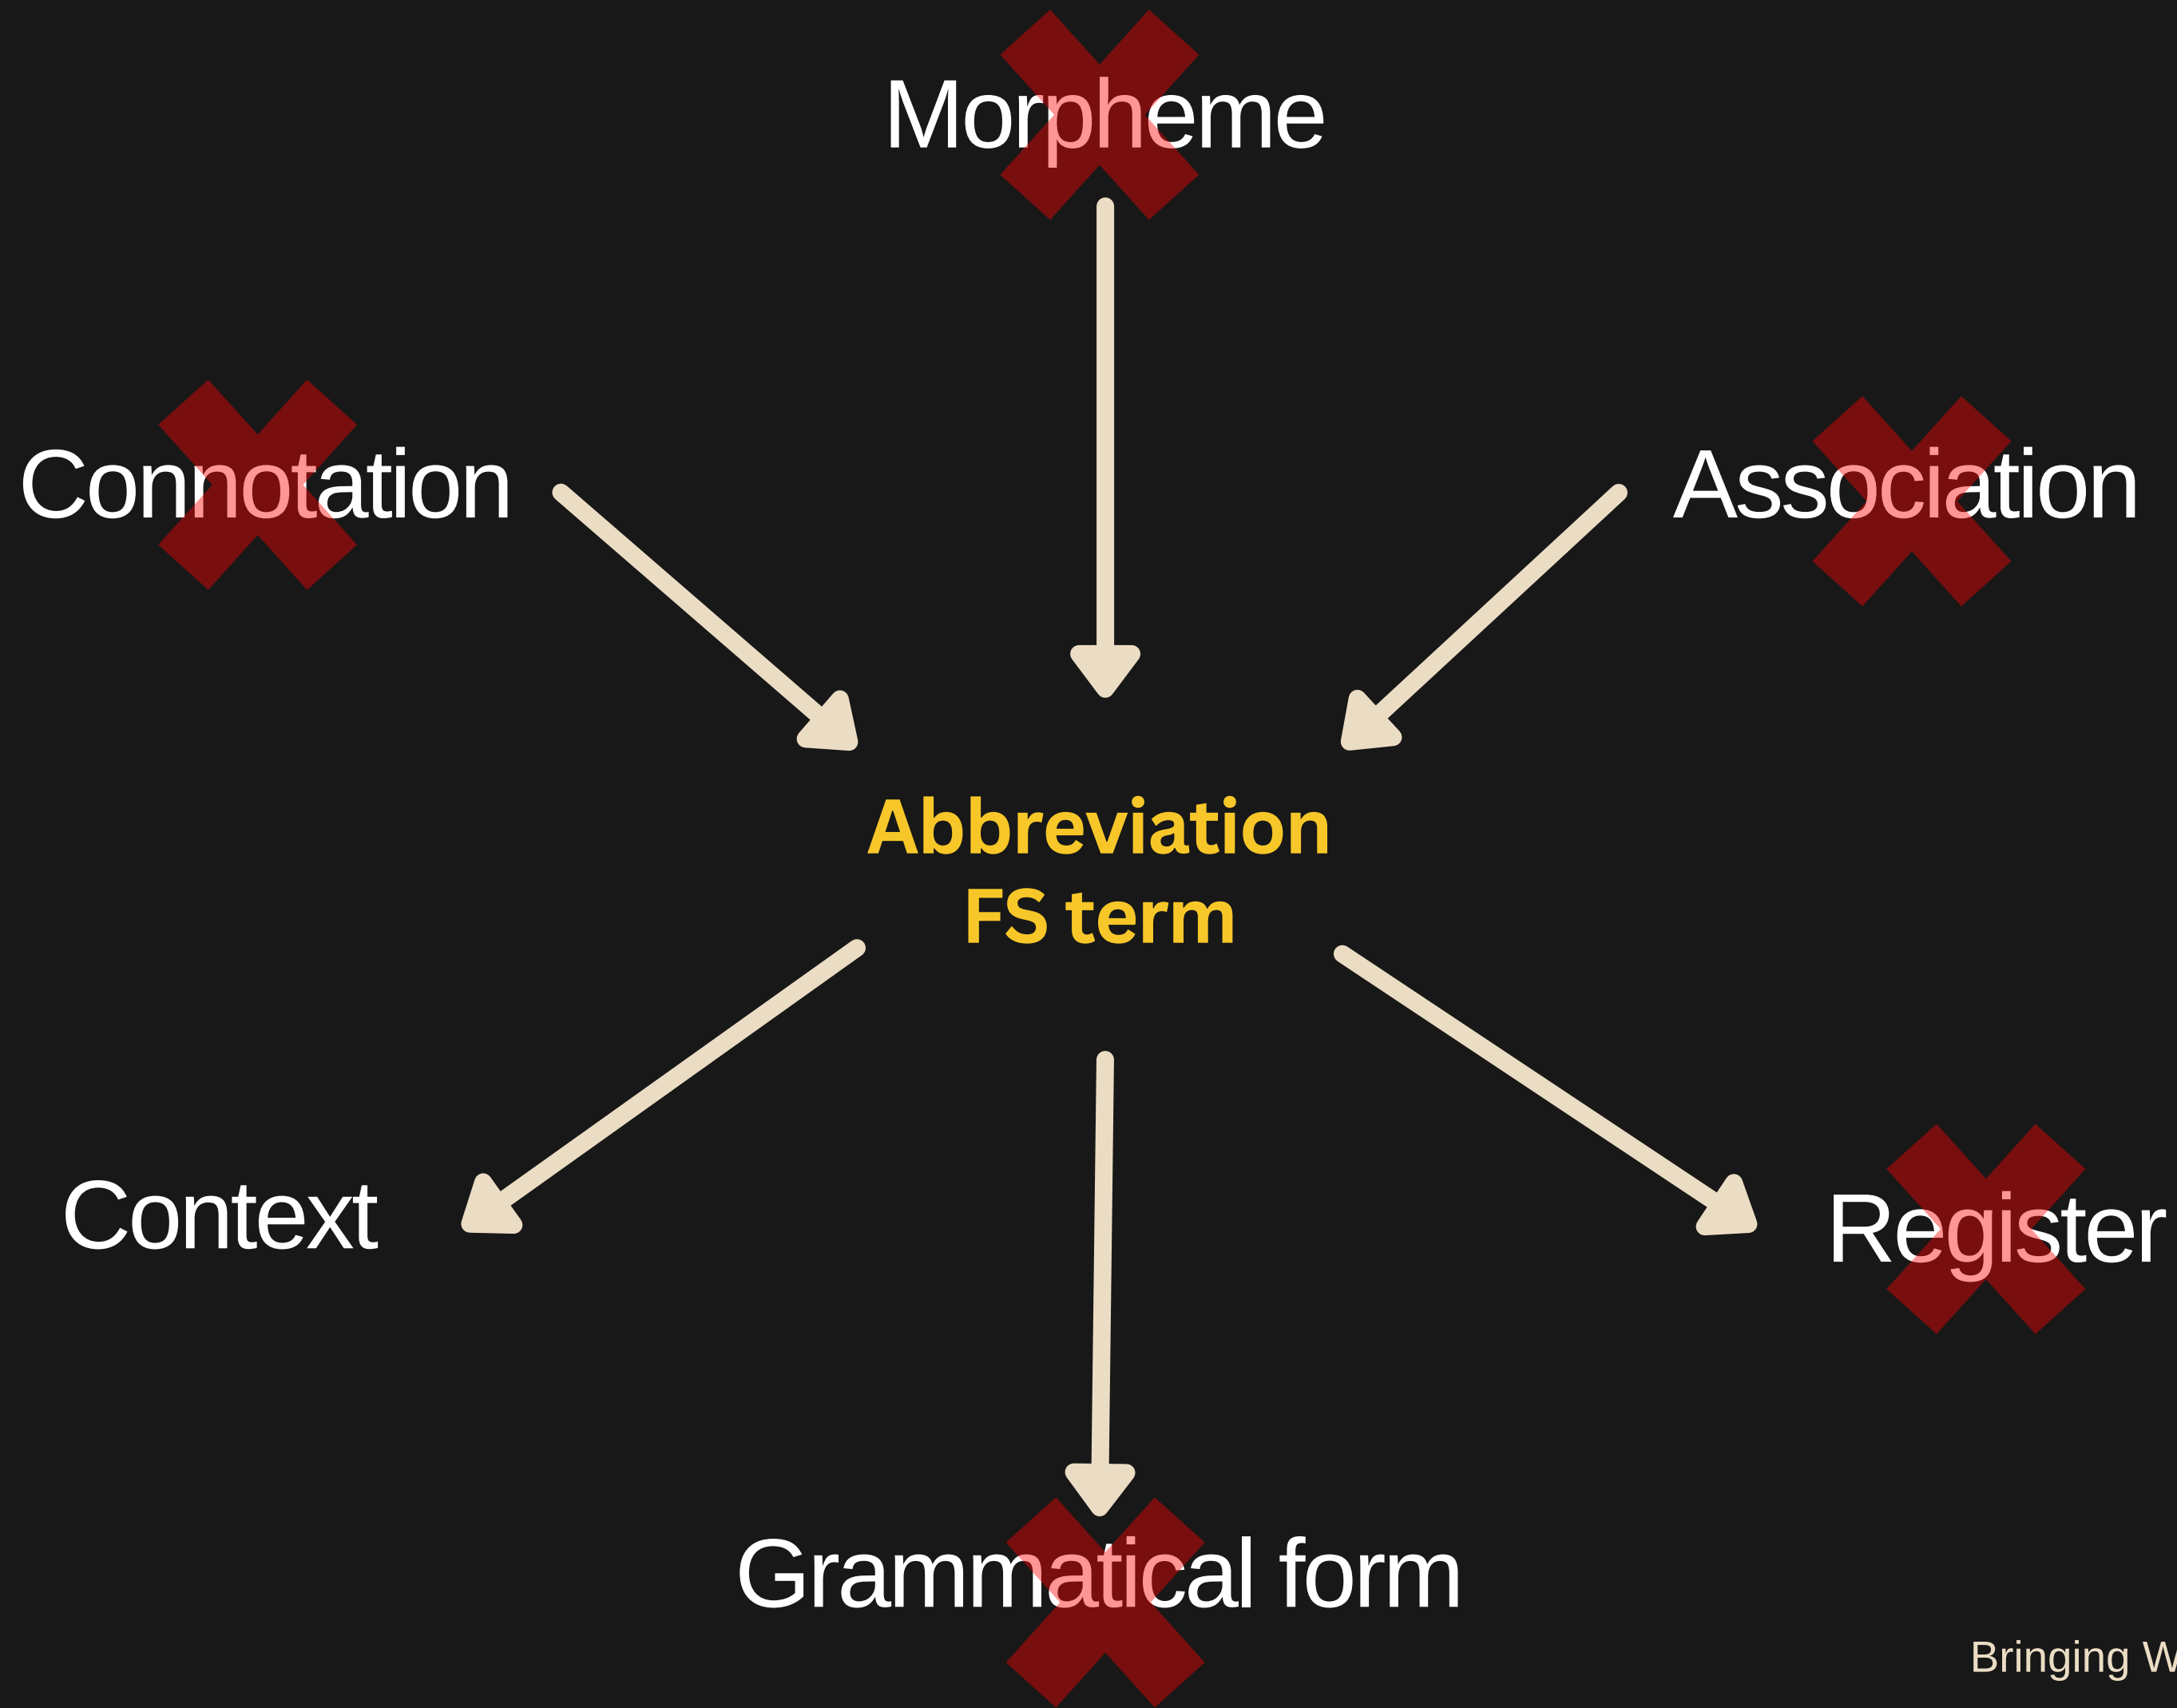 Morpheme
Connotation
Association
Abbreviation
FS term
Context
Register
Grammatical form
Bringing